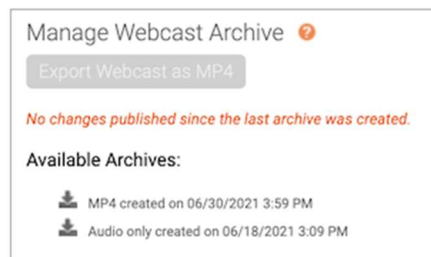 Manage Webcast Archive ?
Export Webcast as MP4
No changes published since the last archive was created.
Available Archives:
MP4 created on 06/30/2021 3:59 PM
Audio only created on 06/18/2021 3:09 PM